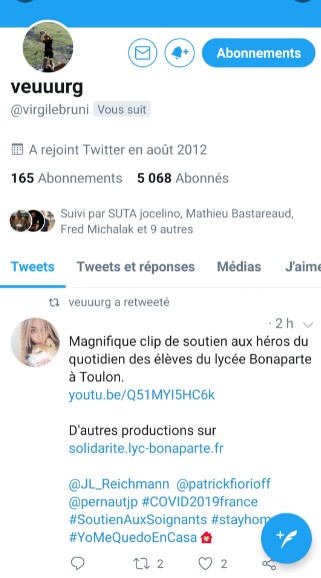 Abonnements
veuuurg
@virgilebruni Vous suit
A rejoint Twitter en août 2012
165 Abonnements 5 068 Abonnés
Suivi par SUTA jocelino, Mathieu Bastareaud,
Fred Michalak et 9 autres
Tweets Tweets et réponses Médias J'aime
veuuurg a retweeté
· 2 h
Magnifique clip de soutien aux héros du
quotidien des élèves du lycée Bonaparte
à Toulon.
youtu.be/Q51MYI5HC6k
D'autres productions sur
solidarite.lyc-bonaparte.fr
@JL_Reichmann @patrickfiorioff
@pernautjp #COVID2019france
#SoutienAuxSoignants #stayhom
#YoMeQuedoEnCasa
2 2